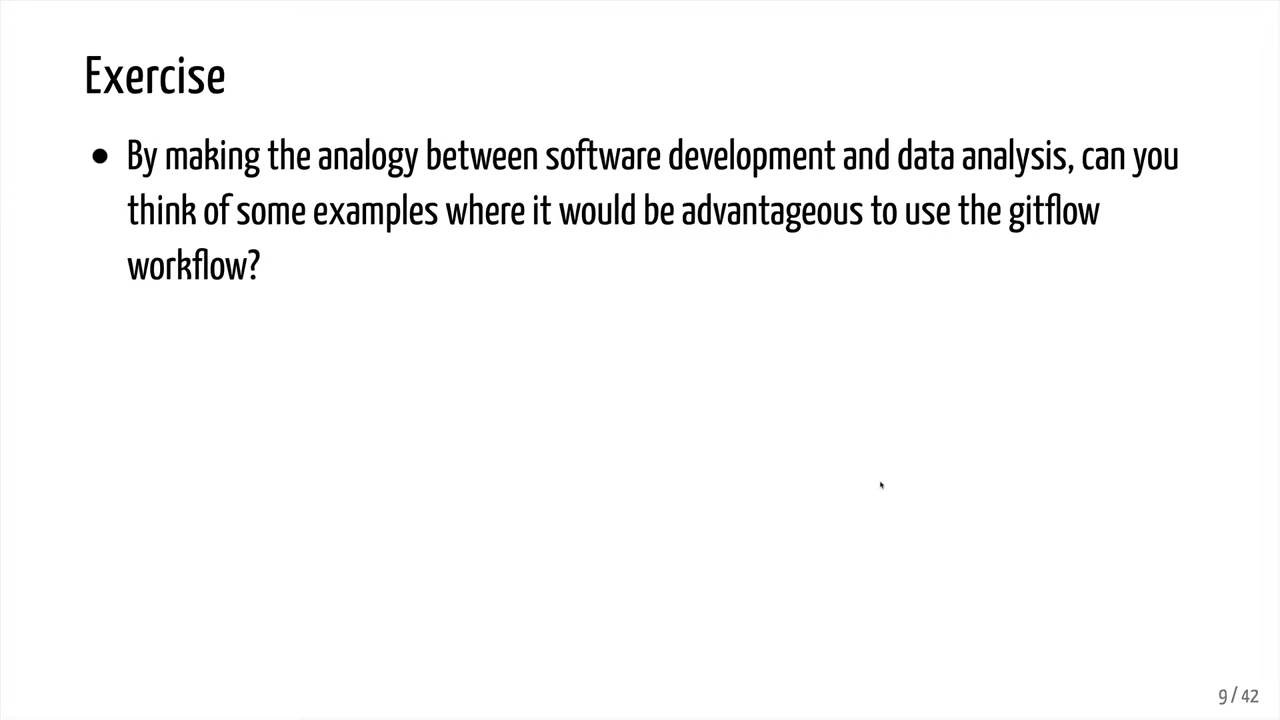 Exercise
• By making the analogy between software development and data analysis, can you
think of some examples where it would be advantageous to use the gitflow
workflow?
9 / 42